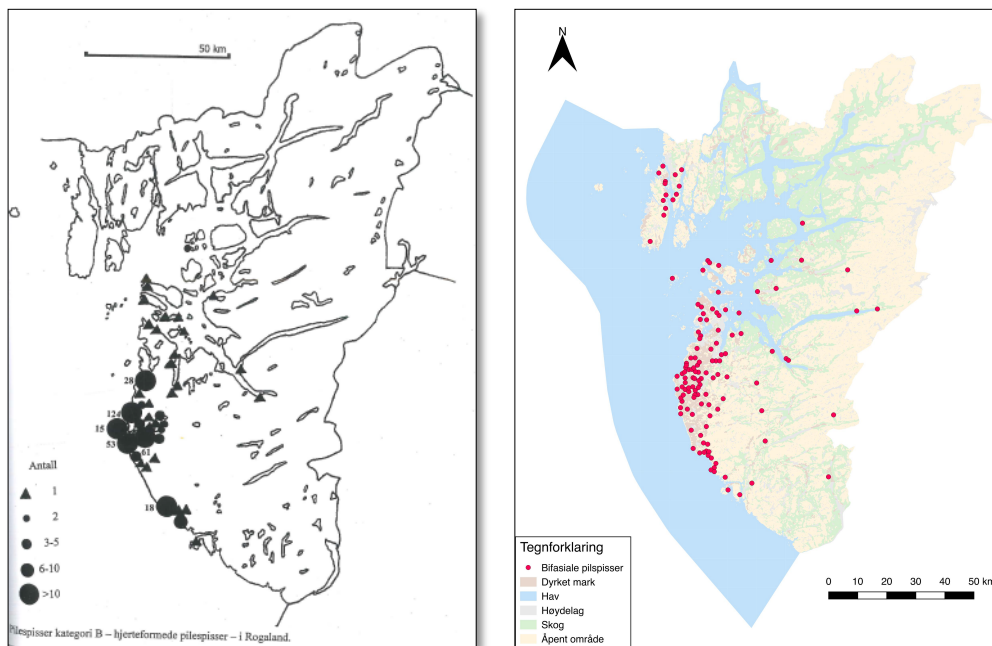 50 km
28
124
15
53
61
18
Antall
1
2
3-5
6-10
>10
Pilespisser kategori B – hjerteformede pilespisser – i Rogaland.
N
Tegnforklaring
Bifasiale pilspisser
Dyrket mark
Hav
Høydelag
Skog
Åpent område
0 10 20 30 40 50 km